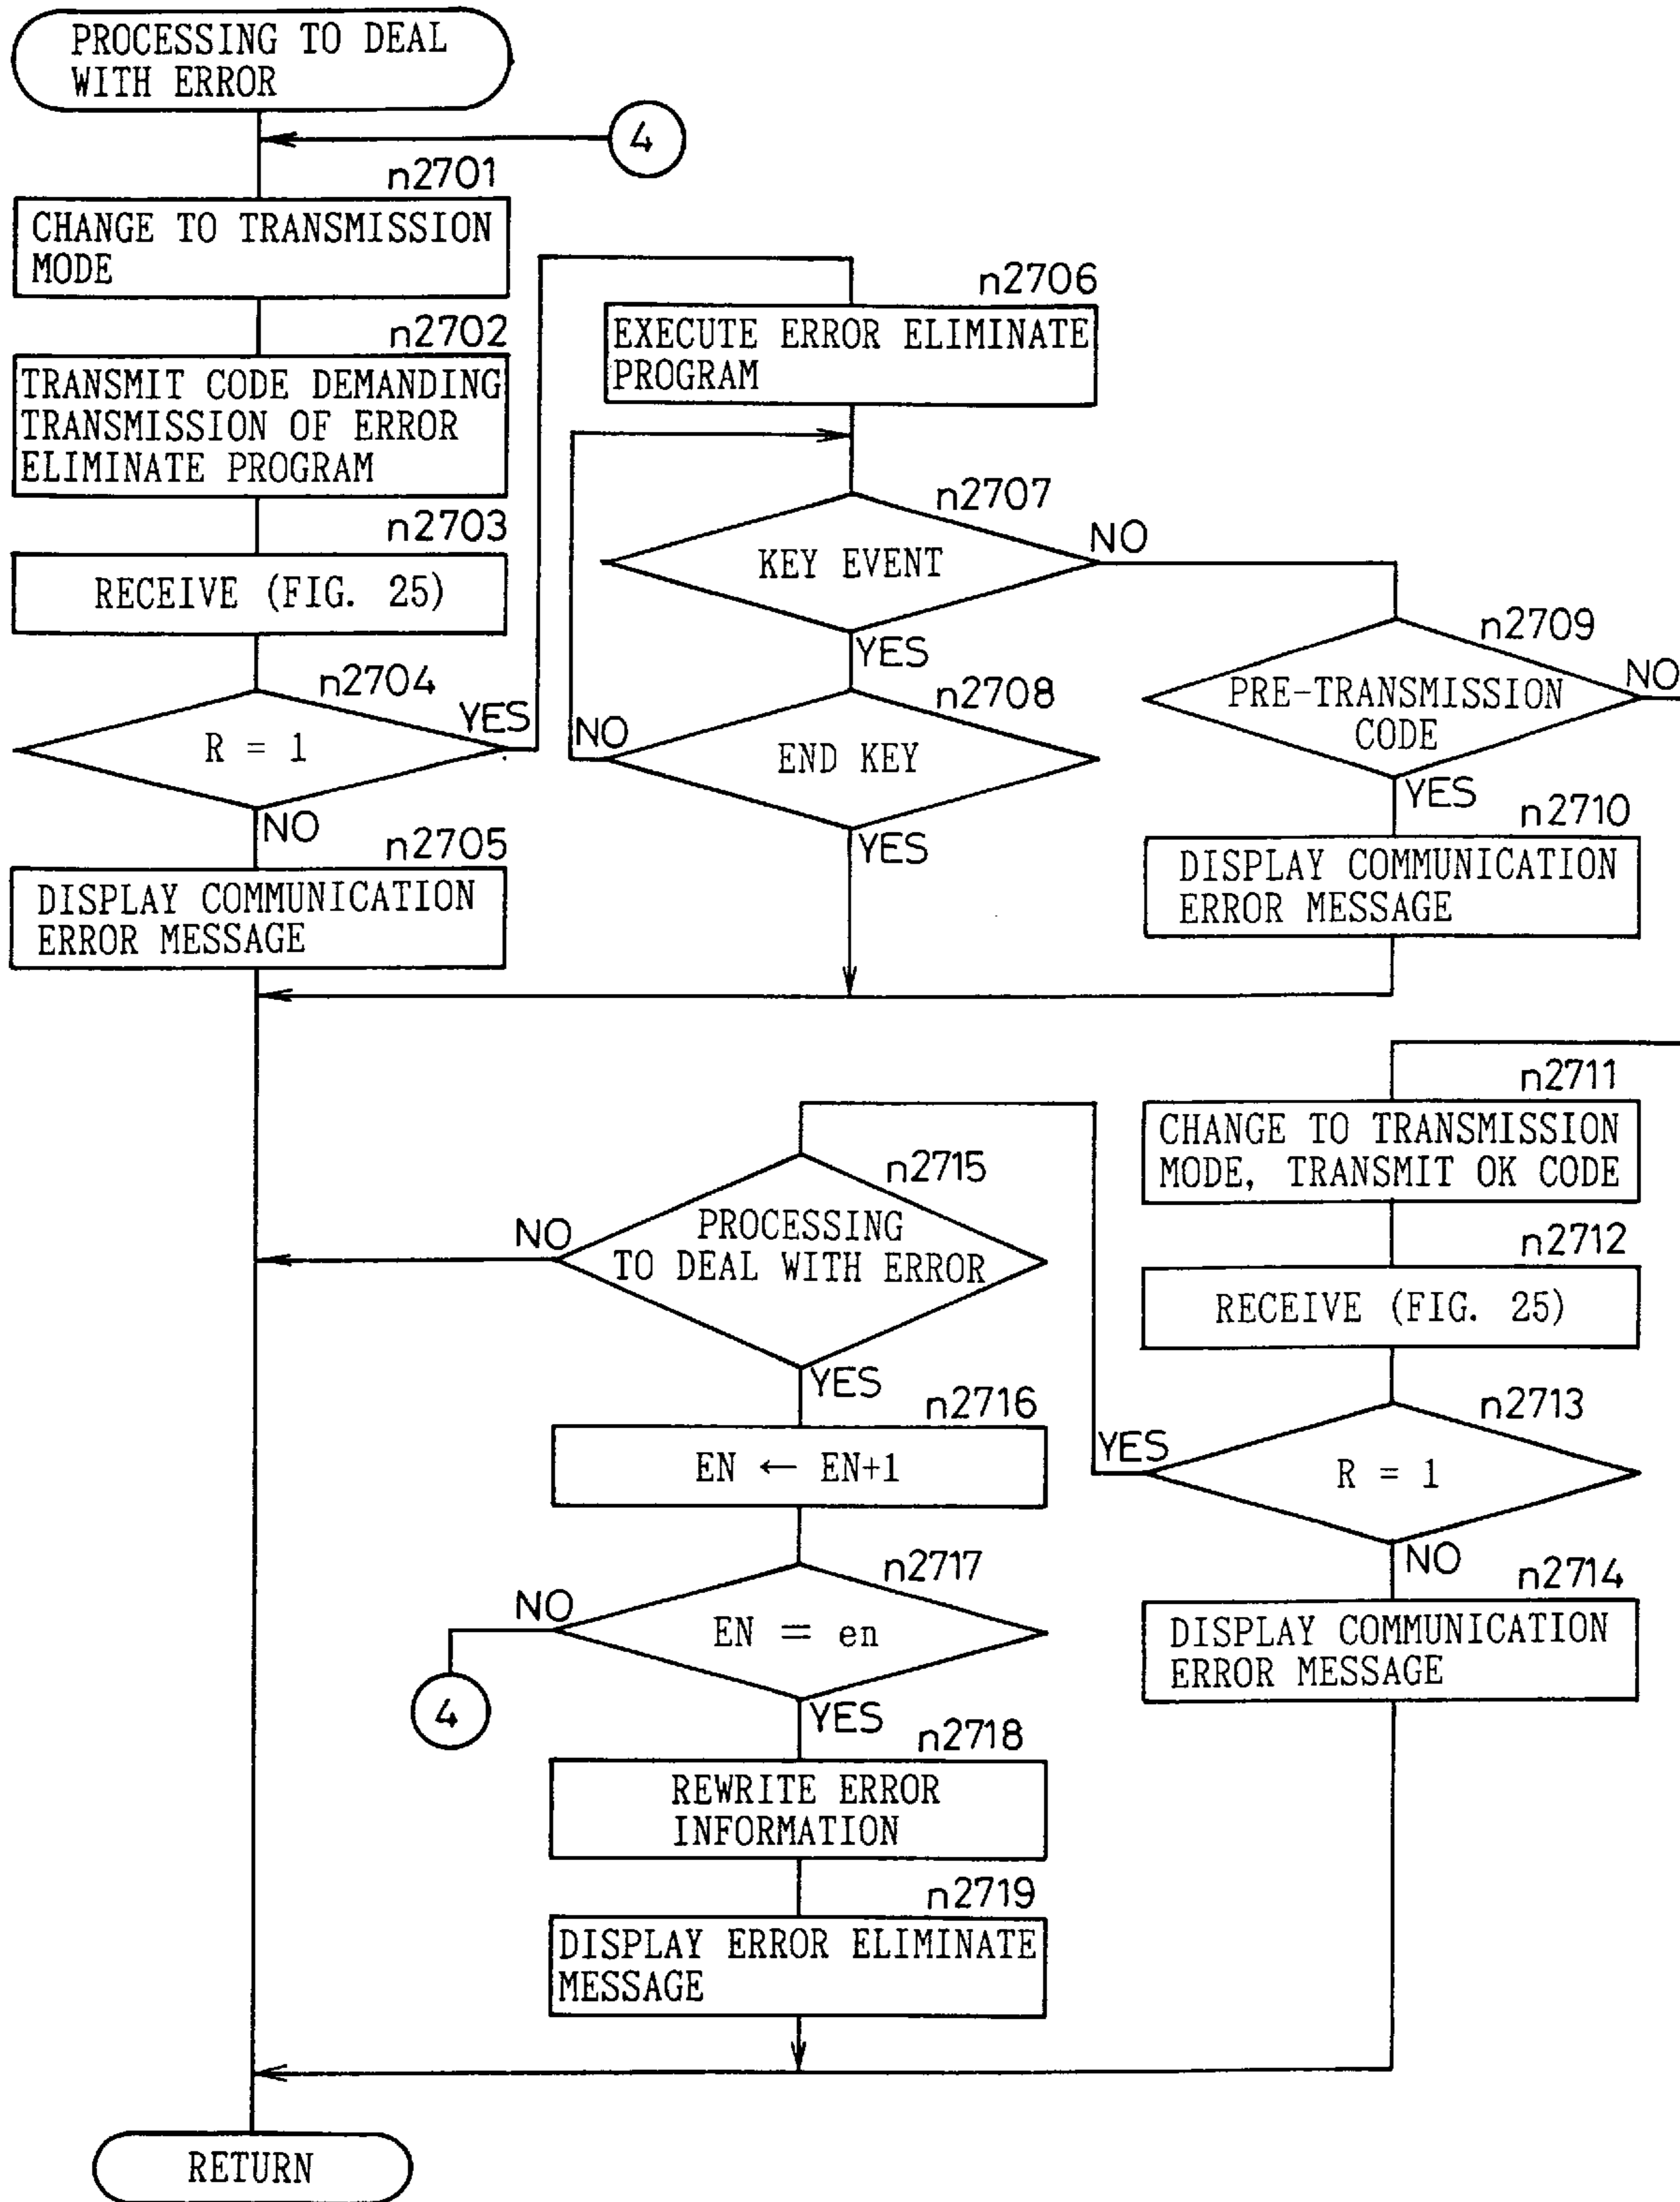 PROCESSING TO DEAL
WITH ERROR
4
n2701
CHANGE TO TRANSMISSION
MODE
n2702
TRANSMIT CODE DEMANDING
TRANSMISSION OF ERROR
ELIMINATE PROGRAM
n2703
RECEIVE (FIG. 25)
n2704
R = 1
YES
NO
n2705
DISPLAY COMMUNICATION
ERROR MESSAGE
n2706
EXECUTE ERROR ELIMINATE
PROGRAM
n2707
KEY EVENT
NO
YES
n2708
END KEY
NO
YES
n2709
PRE-TRANSMISSION
CODE
NO
YES
n2710
DISPLAY COMMUNICATION
ERROR MESSAGE
n2711
CHANGE TO TRANSMISSION
MODE, TRANSMIT OK CODE
n2712
RECEIVE (FIG. 25)
n2713
R = 1
YES
NO
n2714
DISPLAY COMMUNICATION
ERROR MESSAGE
n2715
PROCESSING
TO DEAL WITH ERROR
NO
YES
n2716
EN ← EN+1
n2717
EN = en
NO
4
YES
n2718
REWRITE ERROR
INFORMATION
n2719
DISPLAY ERROR ELIMINATE
MESSAGE
RETURN